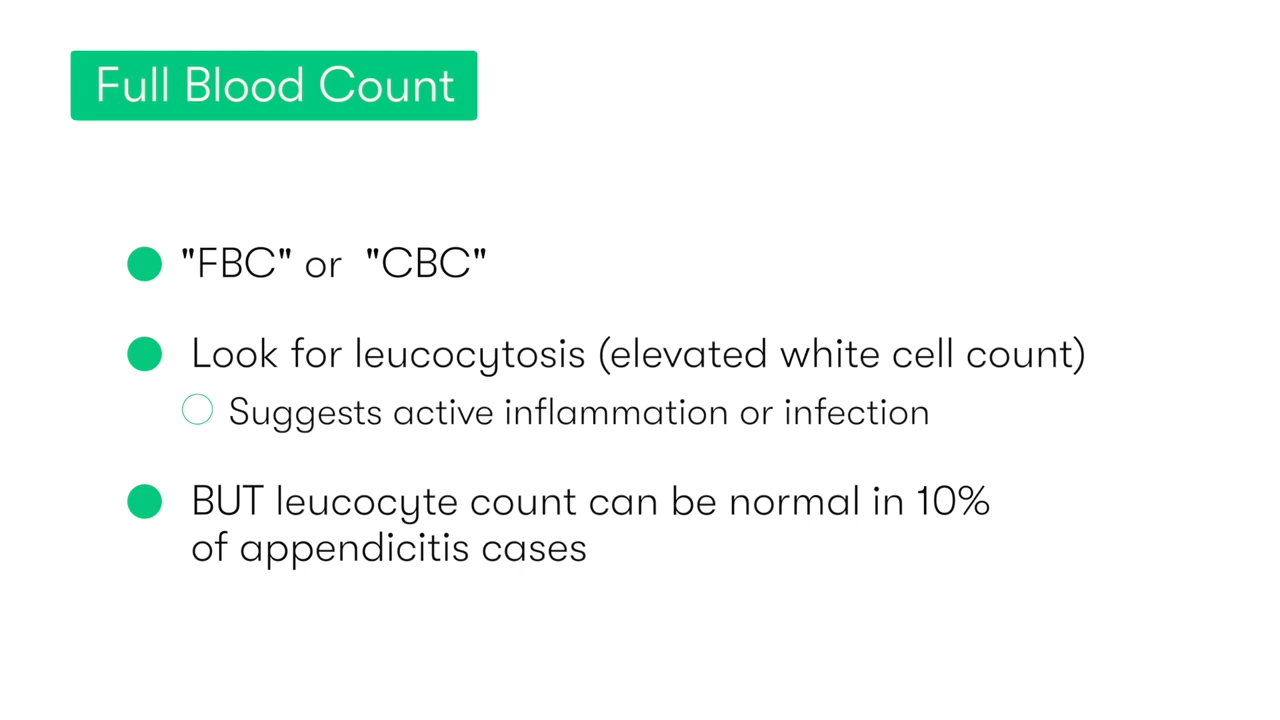 Full Blood Count
"FBC" or "CBC"
Look for leucocytosis (elevated white cell count)
Suggests active inflammation or infection
BUT leucocyte count can be normal in 10%
of appendicitis cases